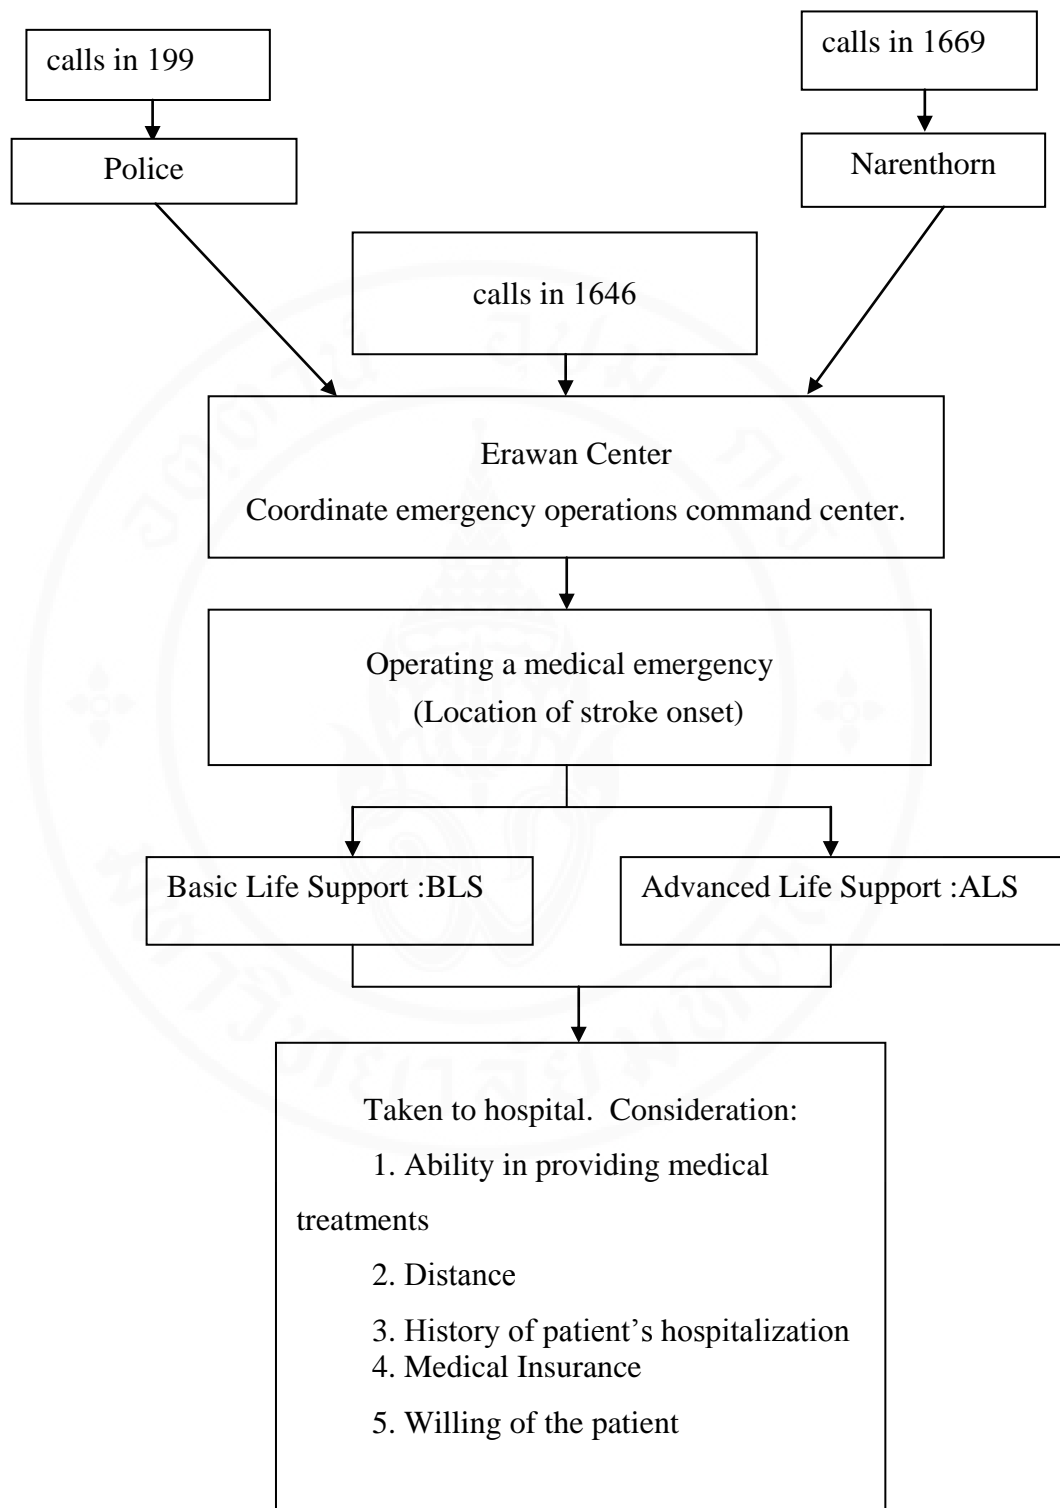 calls in 199
calls in 1669
Police
Narenthorn
calls in 1646
Erawan Center
Coordinate emergency operations command center.
Operating a medical emergency
(Location of stroke onset)
Basic Life Support :BLS
Advanced Life Support :ALS
Taken to hospital.  Consideration:
1. Ability in providing medical
treatments
2. Distance
3. History of patient’s hospitalization
4. Medical Insurance
5. Willing of the patient